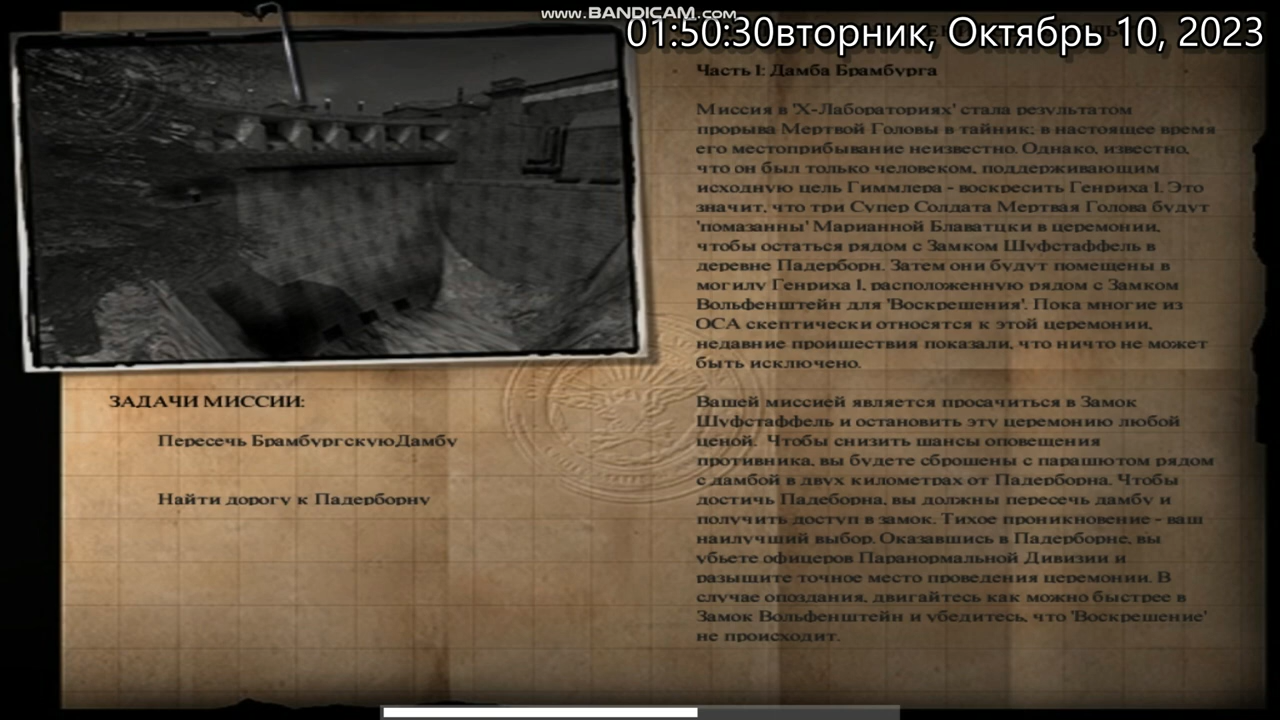 www.BANDICAM.com
01:50:30вторник, Октябрь 10, 2023
Часть 1: Дамба Брамбурга
Миссия в 'Х-Лабораториях' стала результатом
прорыва Мертвой Головы в тайник; в настоящее время
его местоприбывание неизвестно. Однако, известно,
что он был только человеком, поддерживающим
исходную цель Гиммлера - воскресить Генриха 1. Это
значит, что три Супер Солдата Мертвая Голова будут
'помазанны' Марианной Блаватцки в церемонии,
чтобы остаться рядом с Замком Шуфстаффель в
деревне Падерборн. Затем они будут помещены в
могилу Генриха 1, расположенную рядом с Замком
Вольфенштейн для 'Воскрешения'. Пока многие из
ОСА скептически относятся к этой церемонии,
недавние проишествия показали, что ничто не может
быть исключено.
Вашей миссией является просачиться в Замок
Шуфстаффель и остановить эту церемонию любой
ценой. Чтобы снизить шансы оповещения
противника, вы будете сброшены с парашютом рядом
с дамбой в двух километрах от Падерборна. Чтобы
достичь Падеборна, вы должны пересечь дамбу и
получить доступ в замок. Тихое проникновение - ваш
наилучший выбор. Оказавшись в Падерборне, вы
убьете офицеров Паранормальной Дивизии и
разыщите точное место проведения церемонии. В
случае опоздания, двигайтесь как можно быстрее в
Замок Вольфенштейн и убедитесь, что 'Воскрешение'
не происходит.
ЗАДАЧИ МИССИИ:
Пересечь БрамбургскуюДамбу
Найти дорогу к Падерборну